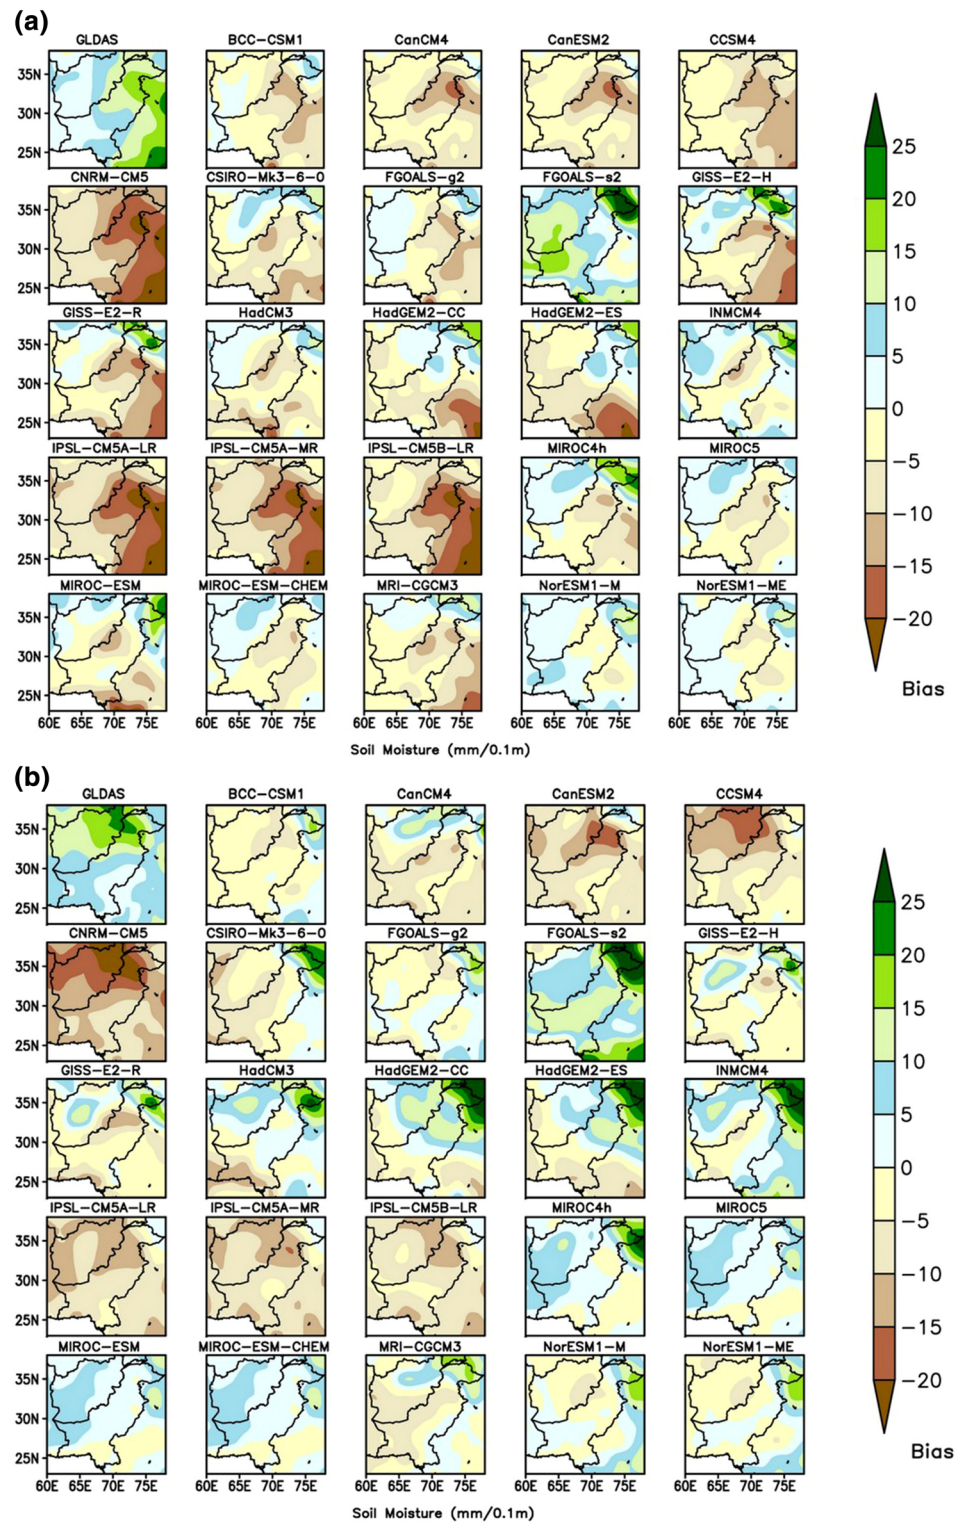 (a)
GLDAS BCC-CSM1 CanCM4 CanESM2 CCSM4
35N
30N
25N
CNRM-CM5 CSIRO-Mk3-6-0 FGOALS-g2 FGOALS-s2 GISS-E2-H
35N
30N
25N
GISS-E2-R HadCM3 HadGEM2-CC HadGEM2-ES INMCM4
35N
30N
25N
IPSL-CM5A-LR IPSL-CM5A-MR IPSL-CM5B-LR MIROC4h MIROC5
35N
30N
25N
MIROC-ESM MIROC-ESM-CHEM MRI-CGCM3 NorESM1-M NorESM1-ME
35N
30N
25N
60E 65E 70E 75E 60E 65E 70E 75E 60E 65E 70E 75E 60E 65E 70E 75E 60E 65E 70E 75E
Soil Moisture (mm/0.1m)
25
20
15
10
5
0
-5
-10
-15
-20
Bias
(b)
GLDAS BCC-CSM1 CanCM4 CanESM2 CCSM4
35N
30N
25N
CNRM-CM5 CSIRO-Mk3-6-0 FGOALS-g2 FGOALS-s2 GISS-E2-H
35N
30N
25N
GISS-E2-R HadCM3 HadGEM2-CC HadGEM2-ES INMCM4
35N
30N
25N
IPSL-CM5A-LR IPSL-CM5A-MR IPSL-CM5B-LR MIROC4h MIROC5
35N
30N
25N
MIROC-ESM MIROC-ESM-CHEM MRI-CGCM3 NorESM1-M NorESM1-ME
35N
30N
25N
60E 65E 70E 75E 60E 65E 70E 75E 60E 65E 70E 75E 60E 65E 70E 75E 60E 65E 70E 75E
Soil Moisture (mm/0.1m)
25
20
15
10
5
0
-5
-10
-15
-20
Bias